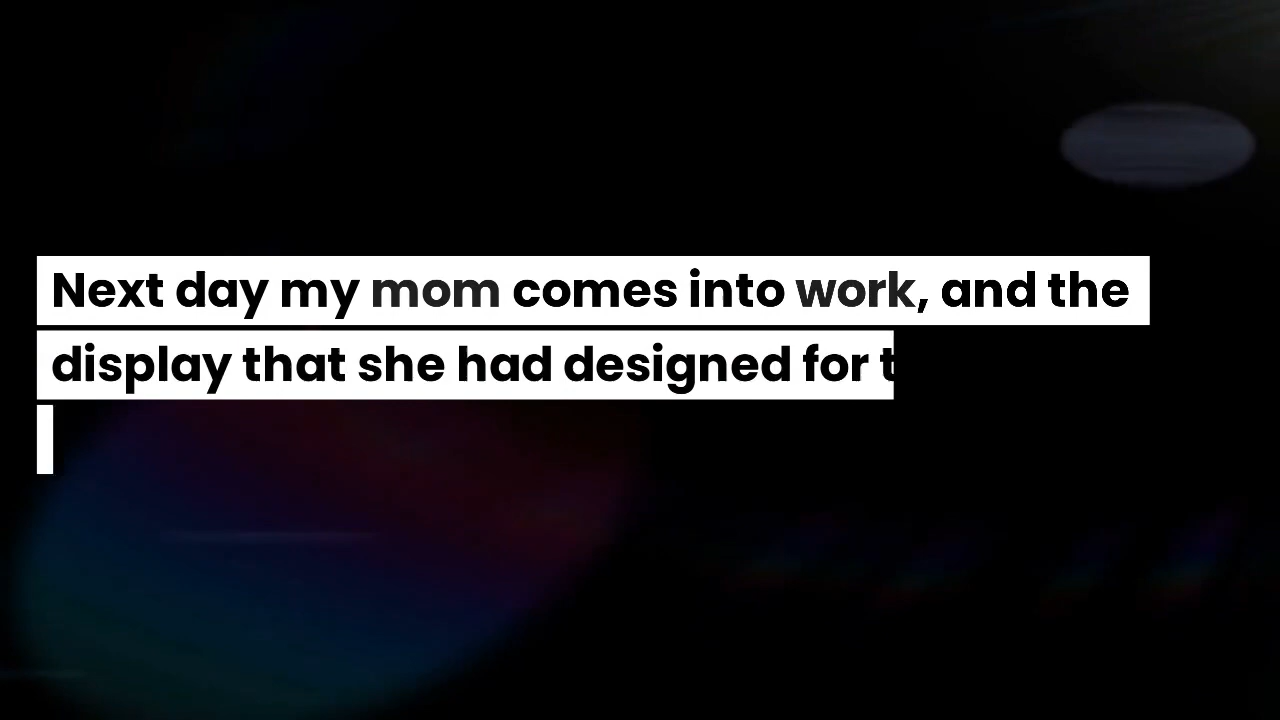 Next day my mom comes into work, and the
display that she had designed for t